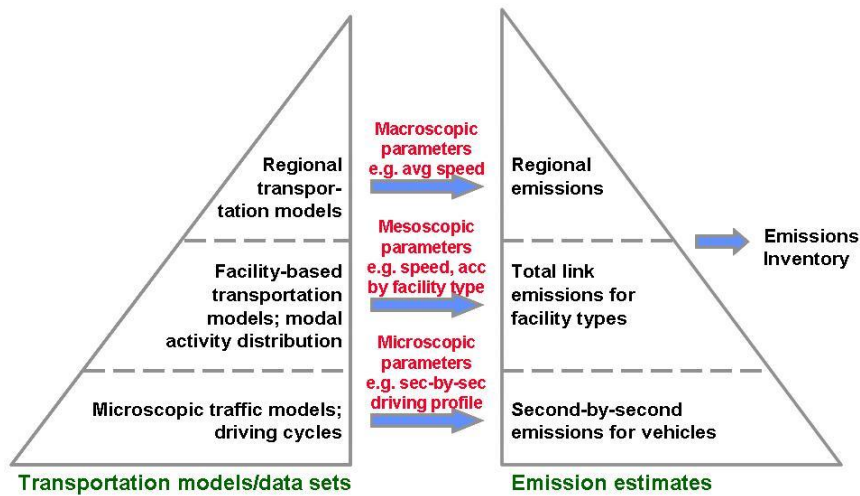 Macroscopic
parameters
e.g. avg speed
Regional
transpor-
tation models
Regional
emissions
Mesoscopic
parameters
e.g. speed, acc
by facility type
Facility-based
transportation
models; modal
activity distribution
Total link
emissions for
facility types
Emissions
Inventory
Microscopic
parameters
e.g. sec-by-sec
driving profile
Microscopic traffic models;
driving cycles
Second-by-second
emissions for vehicles
Transportation models/data sets
Emission estimates